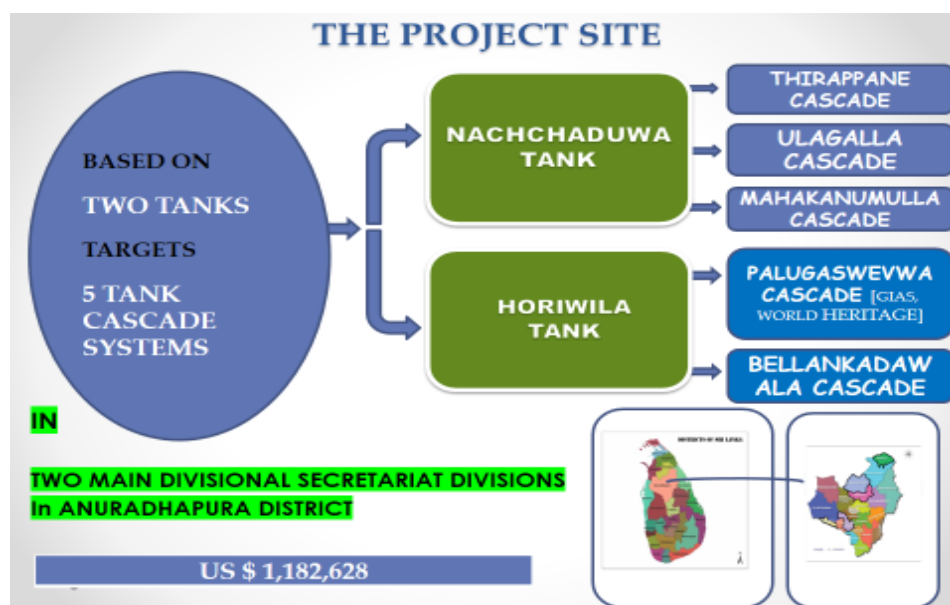 THE PROJECT SITE
BASED ON
TWO TANKS
TARGETS
5 TANK
CASCADE
SYSTEMS
NACHCHADUWA
TANK
HORIWILA
TANK
THIRAPPANE
CASCADE
ULAGALLA
CASCADE
MAHAKANUMULLA
CASCADE
PALUGASWEVWA
CASCADE [GIAS,
WORLD HERITAGE]
BELLANKADAW
ALA CASCADE
IN
TWO MAIN DIVISIONAL SECRETARIAT DIVISIONS
In ANURADHAPURA DISTRICT
DISTRICTS OF SRI LANKA
US $ 1,182,628